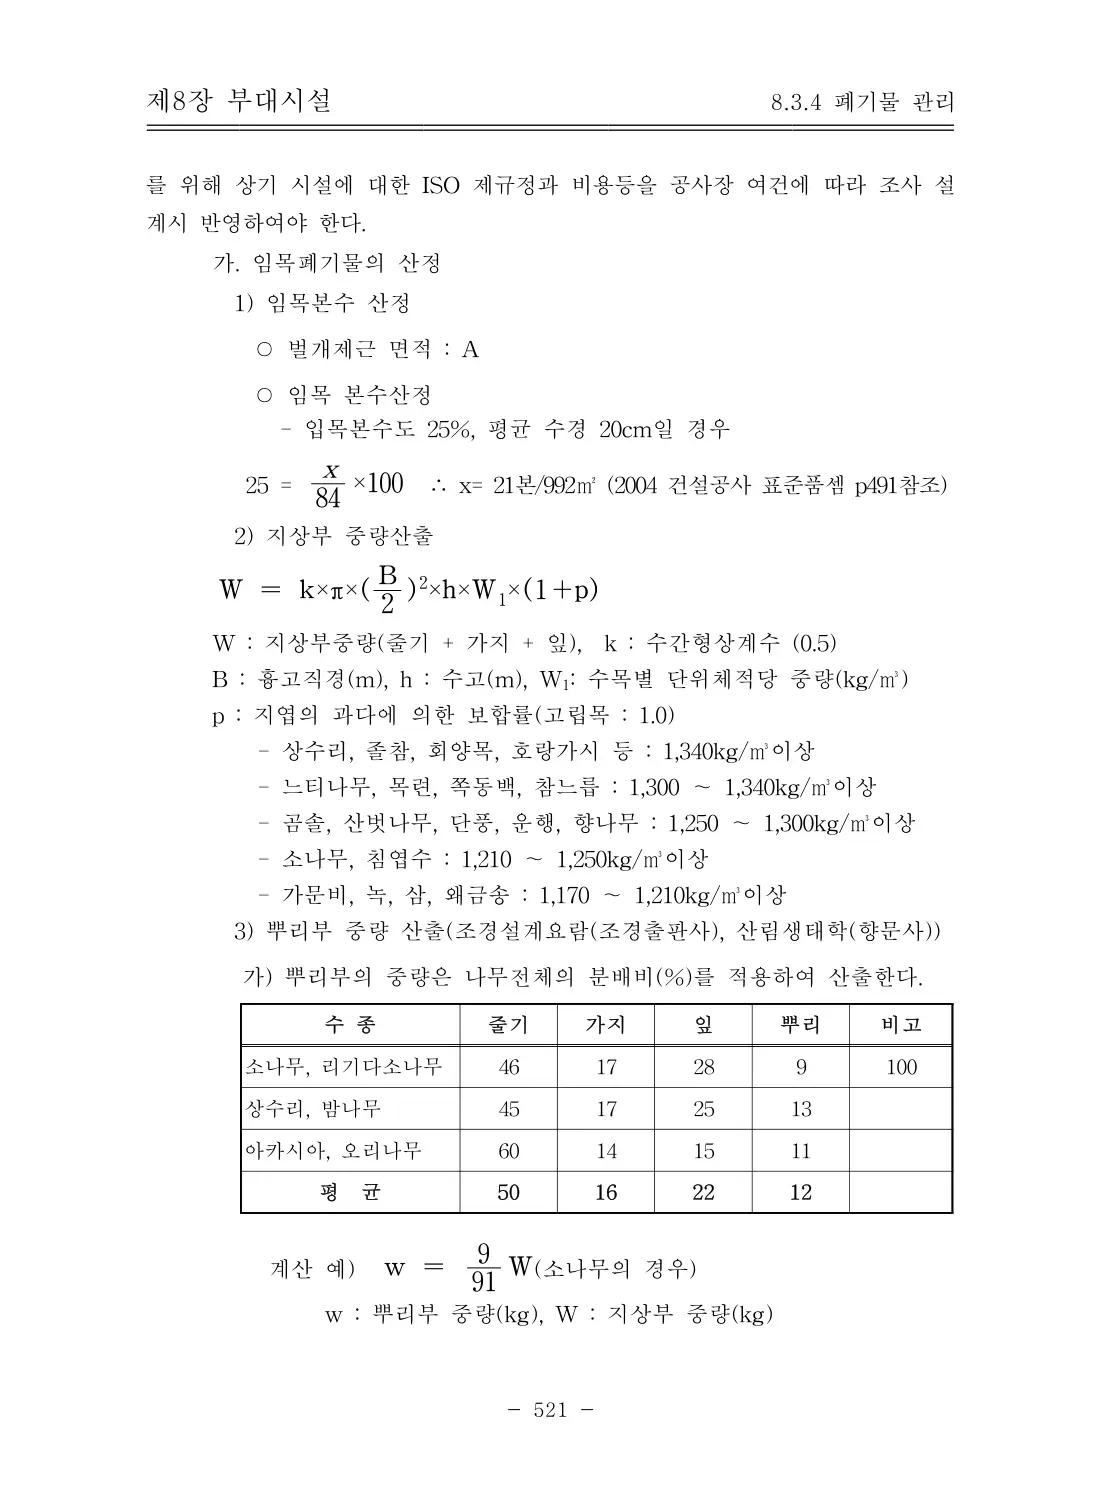 제8장 부대시설 8.3.4 폐기물 관리
를 위해 상기 시설에 대한 ISO 제규정과 비용등을 공사장 여건에 따라 조사 설
계시 반영하여야 한다.
가. 임목폐기물의 산정
1) 임목본수 산정
○ 벌개제근 면적 : A
○ 임목 본수산정
- 입목본수도 25%, 평균 수경 20cm일 경우
25 = x/84 ×100 ∴ x= 21본/992㎡ (2004 건설공사 표준품셈 p491참조)
2) 지상부 중량산출
W = k×π×(B/2)²×h×W₁×(1+p)
W : 지상부중량(줄기 + 가지 + 잎), k : 수간형상계수 (0.5)
B : 흉고직경(m), h : 수고(m), W₁: 수목별 단위체적당 중량(kg/㎥)
p : 지엽의 과다에 의한 보합률(고립목 : 1.0)
- 상수리, 졸참, 회양목, 호랑가시 등 : 1,340kg/㎥이상
- 느티나무, 목련, 쪽동백, 참느릅 : 1,300 ~ 1,340kg/㎥이상
- 곰솔, 산벗나무, 단풍, 운행, 향나무 : 1,250 ~ 1,300kg/㎥이상
- 소나무, 침엽수 : 1,210 ~ 1,250kg/㎥이상
- 가문비, 녹, 삼, 왜금송 : 1,170 ~ 1,210kg/㎥이상
3) 뿌리부 중량 산출(조경설계요람(조경출판사), 산림생태학(향문사))
가) 뿌리부의 중량은 나무전체의 분배비(%)를 적용하여 산출한다.
수 종 줄기 가지 잎 뿌리 비고
소나무, 리기다소나무 46 17 28 9 100
상수리, 밤나무 45 17 25 13
아카시아, 오리나무 60 14 15 11
평 균 50 16 22 12
계산 예) w = 9/91 W(소나무의 경우)
w : 뿌리부 중량(kg), W : 지상부 중량(kg)
- 521 -